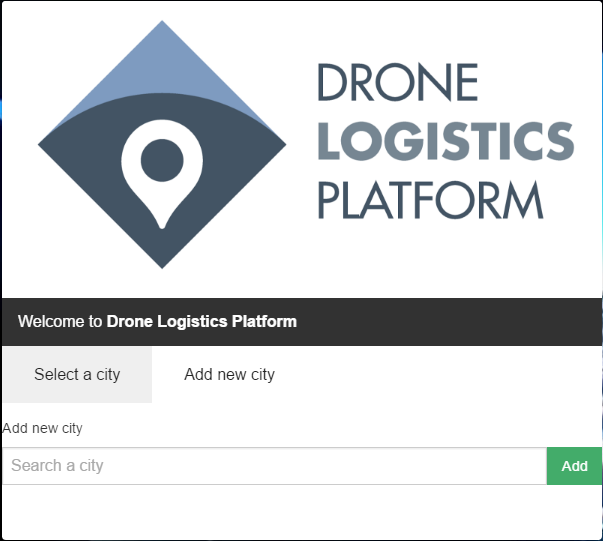 DRONE
LOGISTICS
PLATFORM
Welcome to Drone Logistics Platform
Select a city
Add new city
Add new city
Search a city
Add